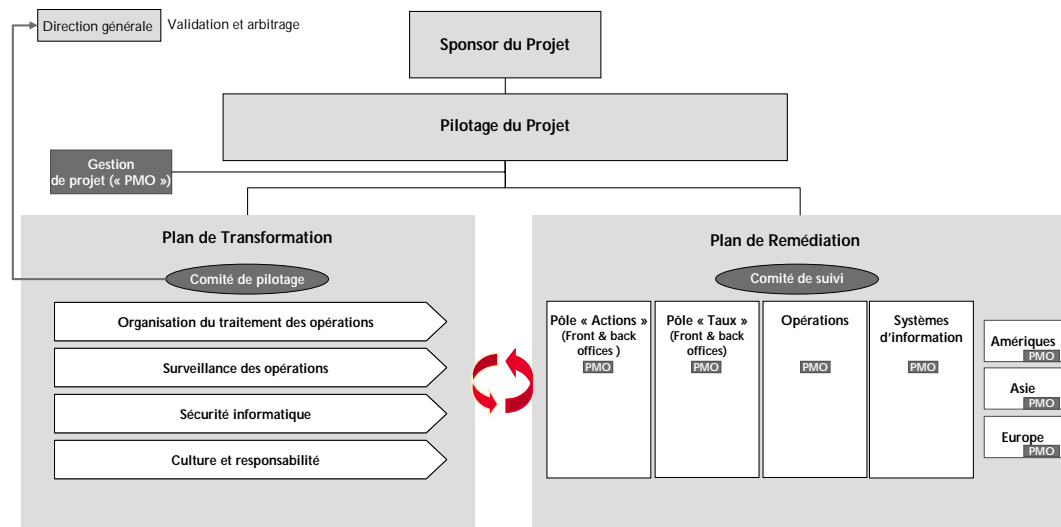 Direction générale
Validation et arbitrage
Sponsor du Projet
Pilotage du Projet
Gestion
de projet (« PMO »)
Plan de Transformation
Comité de pilotage
Organisation du traitement des opérations
Surveillance des opérations
Sécurité informatique
Culture et responsabilité
Plan de Remédiation
Comité de suivi
Pôle « Actions »
(Front & back
offices )
PMO
Pôle « Taux »
(Front & back
offices)
PMO
Opérations
PMO
Systèmes
d'information
PMO
Amériques
PMO
Asie
PMO
Europe
PMO